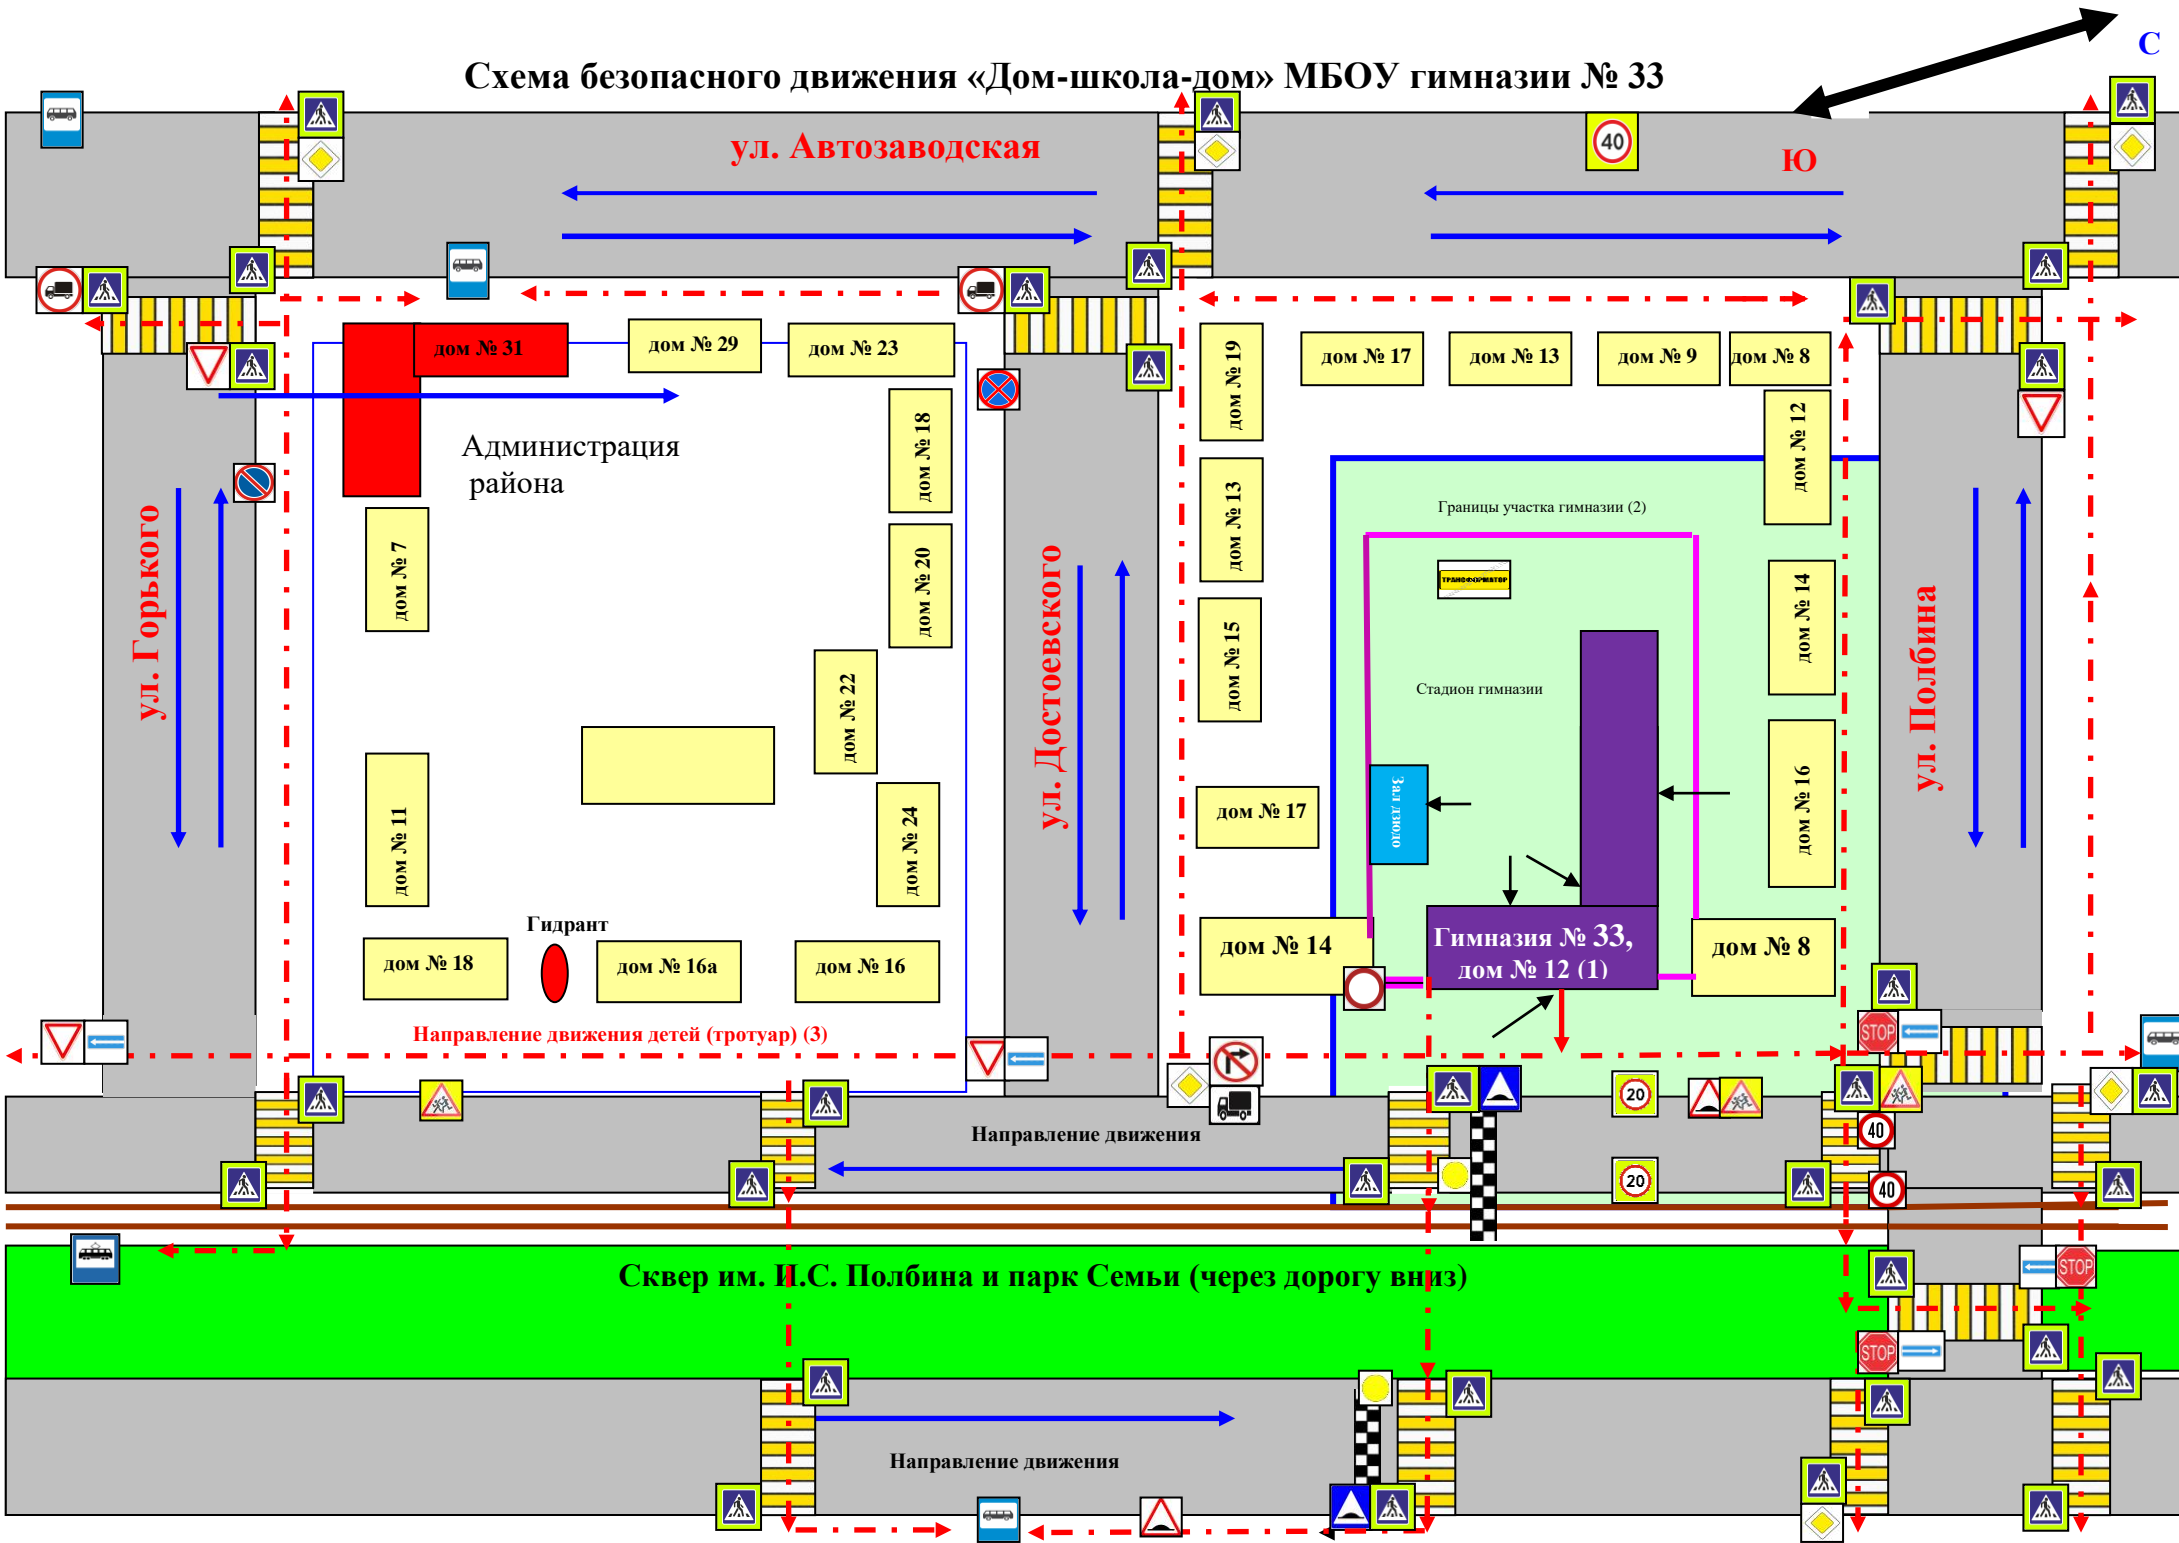 С
Схема безопасного движения «Дом-школа-дом» МБОУ гимназии № 33
ул. Автозаводская
40
Ю
дом № 31
дом № 29
дом № 23
дом № 19
дом № 17
дом № 13
дом № 9
дом № 8
Администрация
района
дом № 18
дом № 12
дом № 13
Границы участка гимназии (2)
ул. Горького
дом № 7
дом № 20
ул. Достоевского
ТРАНСФОРМАТОР
дом № 14
ул. Полбина
дом № 15
Стадион гимназии
дом № 22
дом № 11
дом № 24
дом № 17
Зал дзюдо
дом № 16
Гидрант
дом № 18
дом № 16а
дом № 16
дом № 14
Гимназия № 33,
дом № 12 (1)
дом № 8
Направление движения детей (тротуар) (3)
STOP
20
Направление движения
40
20
40
Сквер им. И.С. Полбина и парк Семьи (через дорогу вниз)
STOP
STOP
Направление движения